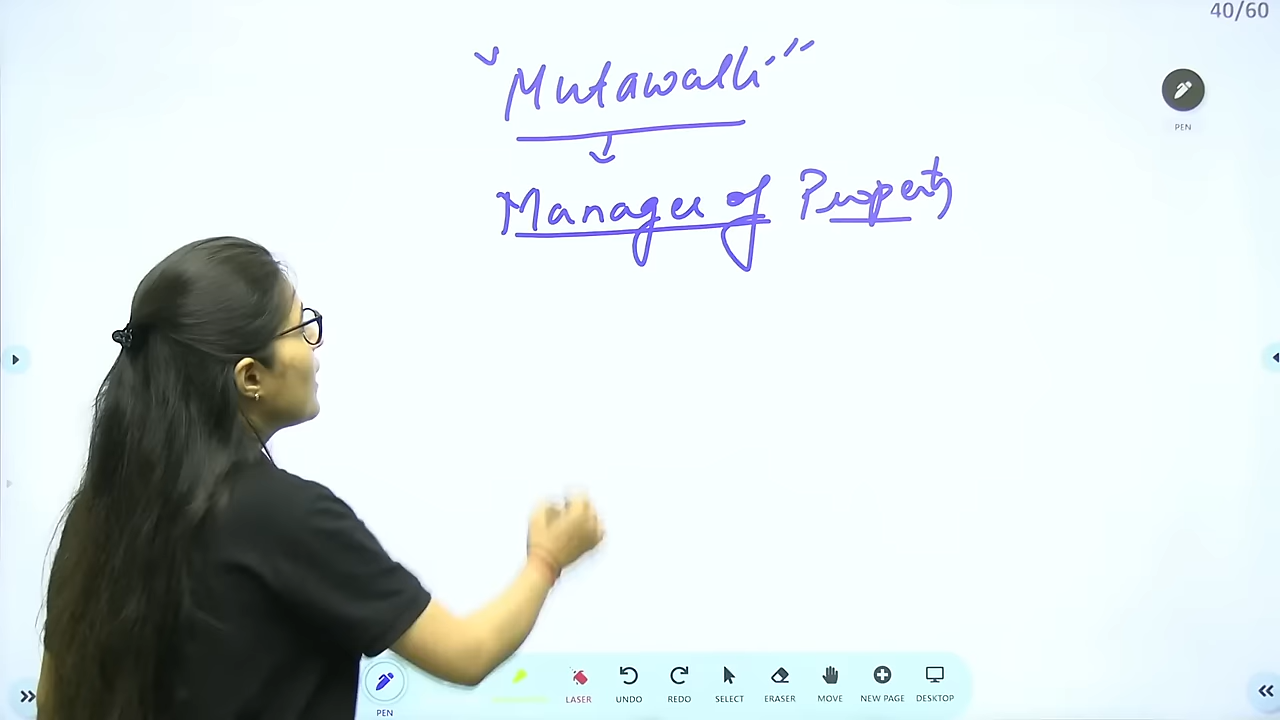 40/60
"Mutawalli"
PEN
Manager of Property
PEN
LASER
UNDO
REDO
SELECT
ERASER
MOVE
NEW PAGE
DESKTOP